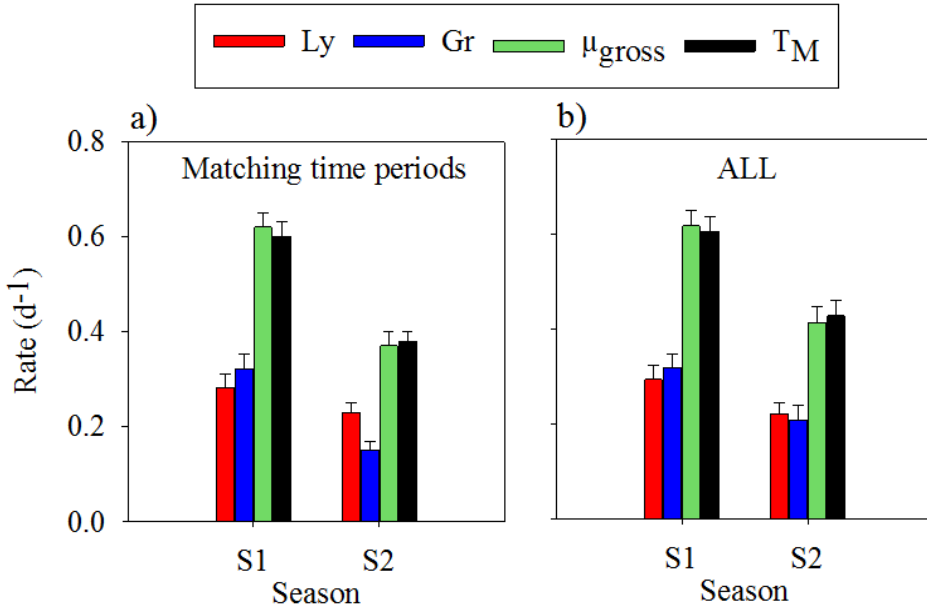 Ly Gr µgross TM
a) b)
Matching time periods ALL
0.8
0.6
0.4
0.2
0.0
Rate (d-1)
S1 S2 S1 S2
Season Season